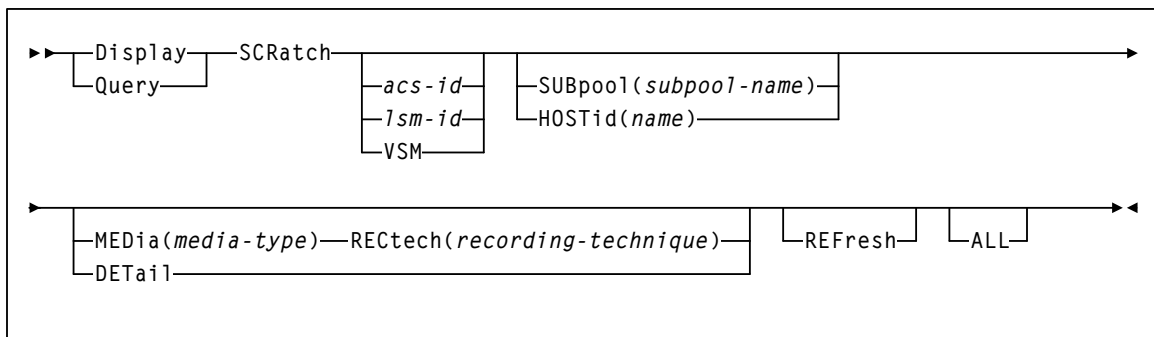 Display SCRatch
Query acs-id SUBpool(subpool-name)
lsm-id HOSTid(name)
VSM
MEDia(media-type) RECtech(recording-technique) REFresh ALL
DETail